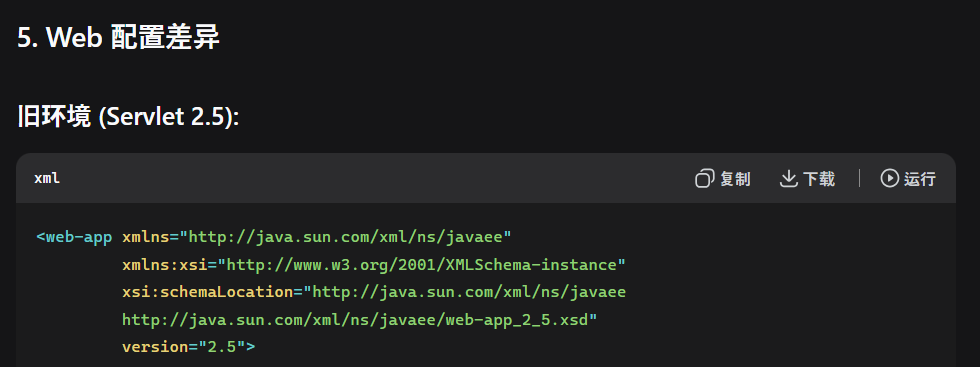 5. Web 配置差异
旧环境 (Servlet 2.5):
xml 复制 下载 运行
<web-app xmlns="http://java.sun.com/xml/ns/javaee"
xmlns:xsi="http://www.w3.org/2001/XMLSchema-instance"
xsi:schemaLocation="http://java.sun.com/xml/ns/javaee
http://java.sun.com/xml/ns/javaee/web-app_2_5.xsd"
version="2.5">